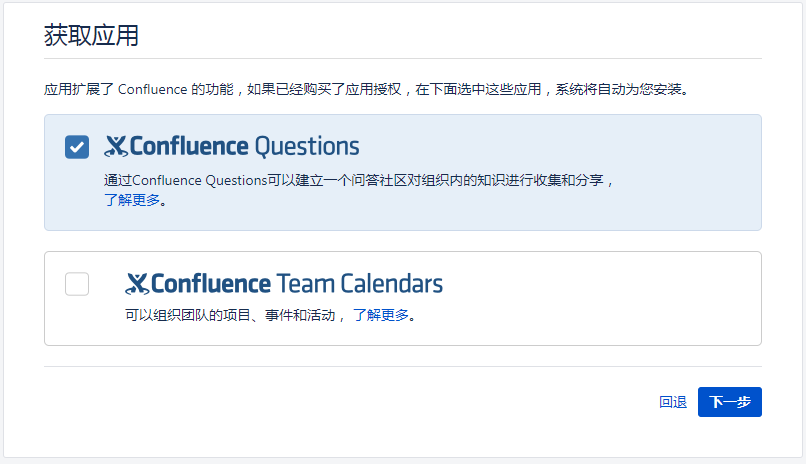 获取应用
应用扩展了 Confluence 的功能，如果已经购买了应用授权，在下面选中这些应用，系统将自动为您安装。
Confluence Questions
通过Confluence Questions可以建立一个问答社区对组织内的知识进行收集和分享，
了解更多。
Confluence Team Calendars
可以组织团队的项目、事件和活动， 了解更多。
回退 下一步